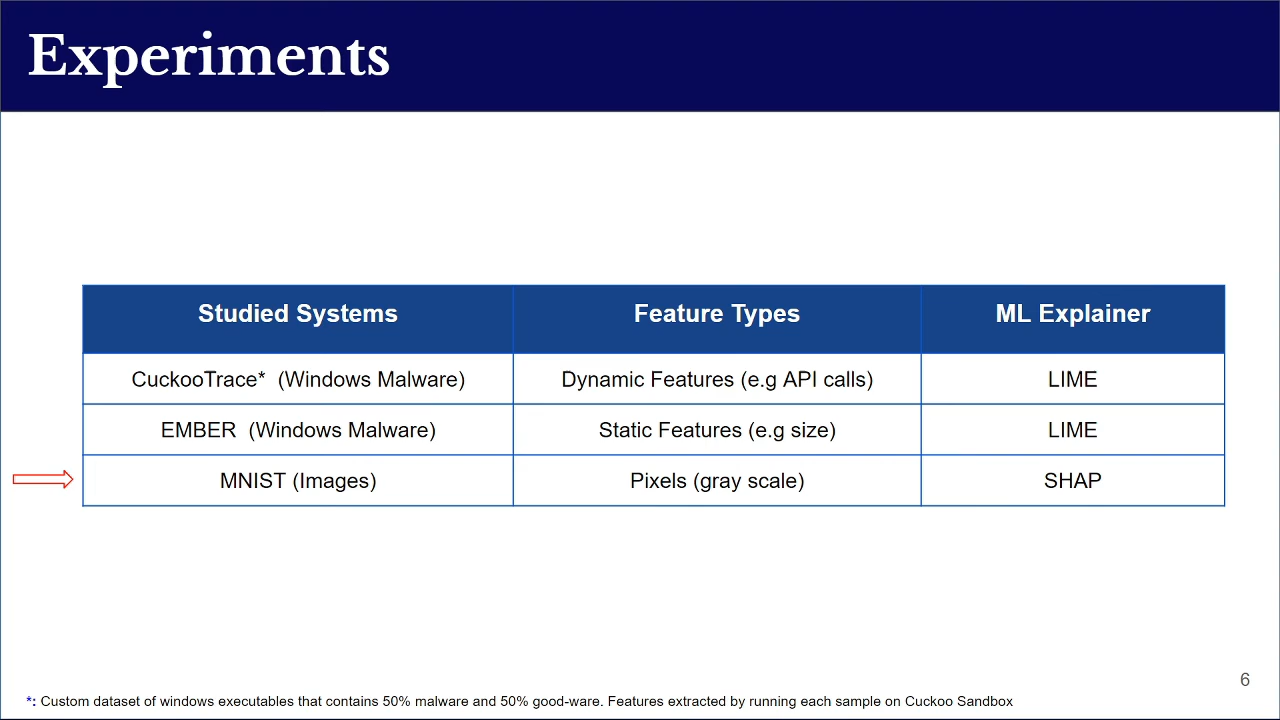 Experiments
Studied Systems Feature Types ML Explainer
CuckooTrace* (Windows Malware) Dynamic Features (e.g API calls) LIME
EMBER (Windows Malware) Static Features (e.g size) LIME
MNIST (Images) Pixels (gray scale) SHAP
6
*: Custom dataset of windows executables that contains 50% malware and 50% good-ware. Features extracted by running each sample on Cuckoo Sandbox